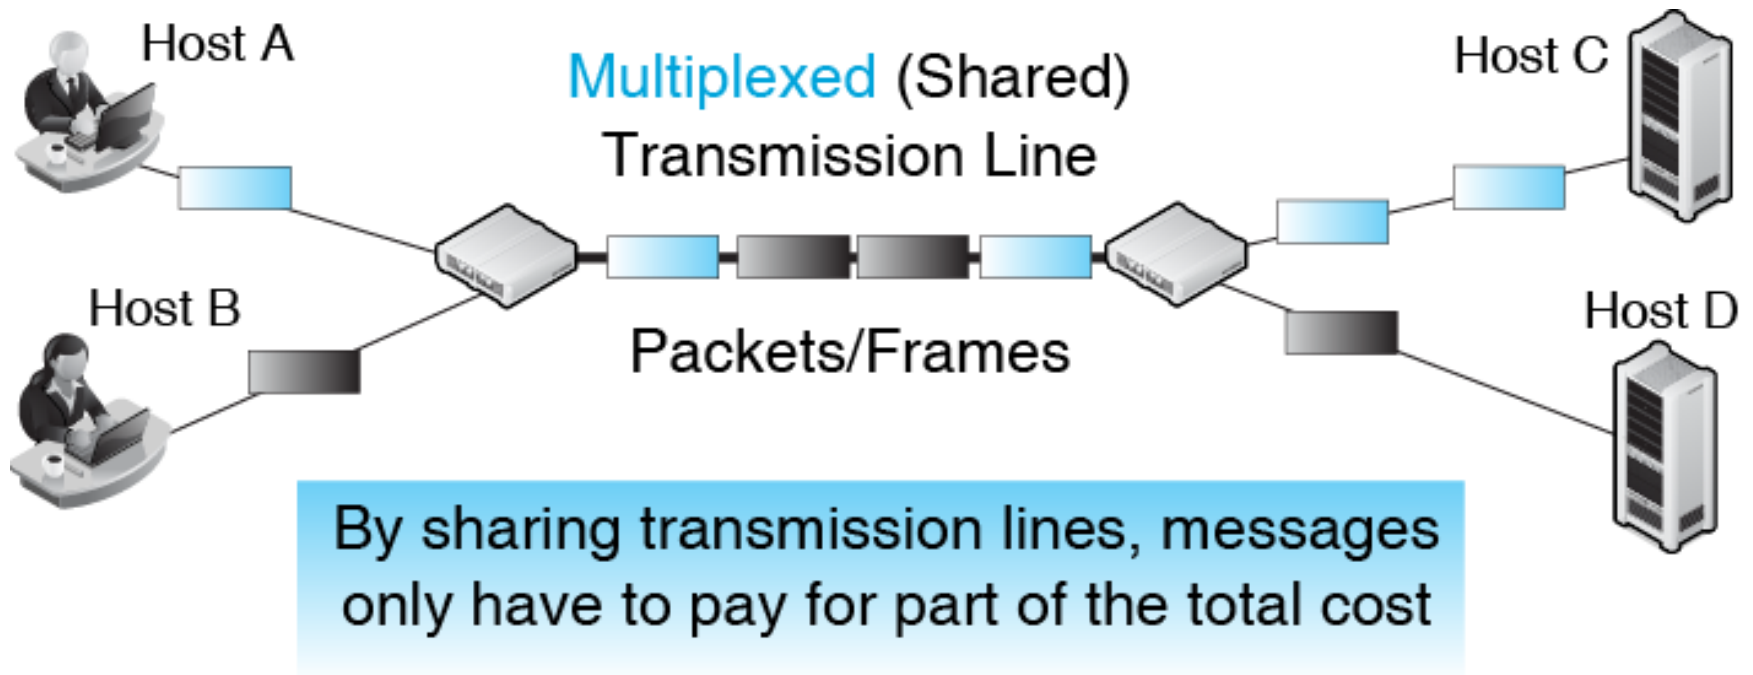 Host A
Multiplexed (Shared)
Transmission Line
Host C
Host B
Packets/Frames
Host D
By sharing transmission lines, messages
only have to pay for part of the total cost